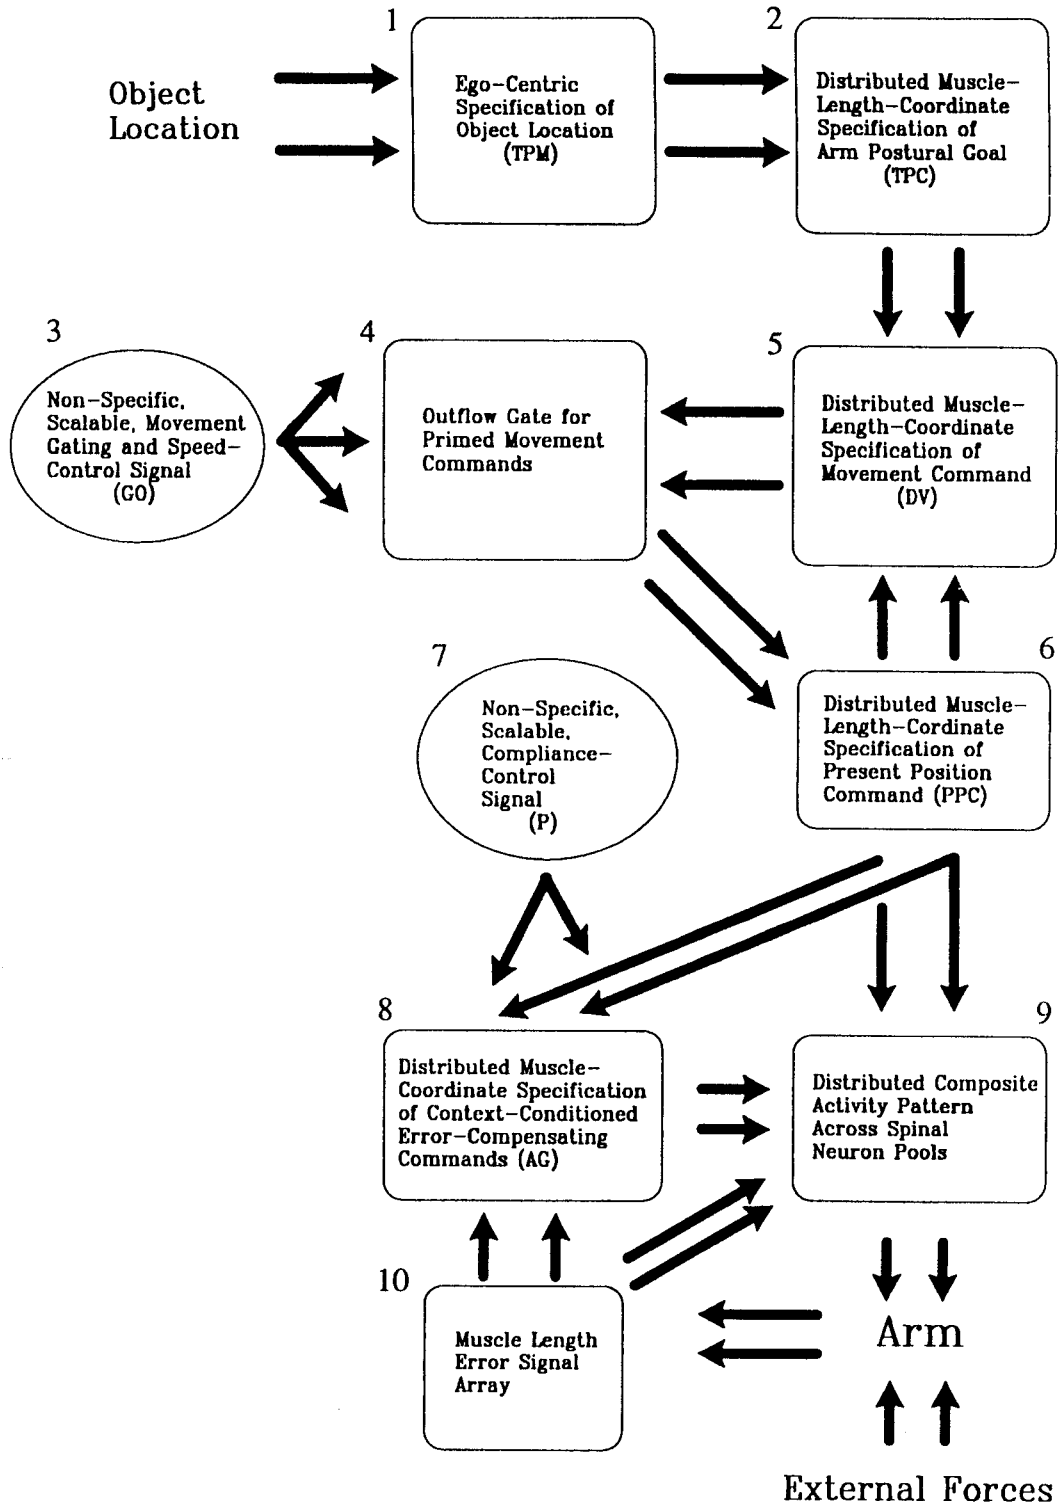 1
Ego-Centric
Specification of
Object Location
(TPM)
2
Distributed Muscle-
Length-Coordinate
Specification of
Arm Postural Goal
(TPC)
Object
Location
3
Non-Specific,
Scalable, Movement
Gating and Speed-
Control Signal
(GO)
4
Outflow Gate for
Primed Movement
Commands
5
Distributed Muscle-
Length-Coordinate
Specification of
Movement Command
(DV)
6
Distributed Muscle-
Length-Cordinate
Specification of
Present Position
Command (PPC)
7
Non-Specific,
Scalable,
Compliance-
Control
Signal
(P)
8
Distributed Muscle-
Coordinate Specification
of Context-Conditioned
Error-Compensating
Commands (AG)
9
Distributed Composite
Activity Pattern
Across Spinal
Neuron Pools
10
Muscle Length
Error Signal
Array
Arm
External Forces